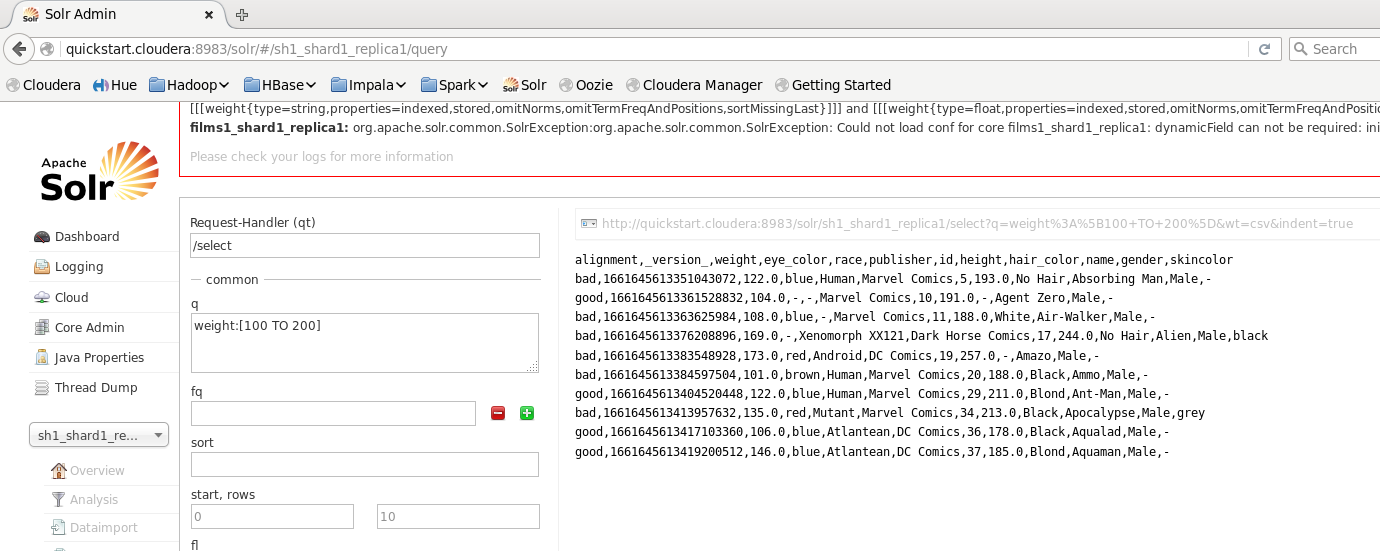 Solr Admin
quickstart.cloudera:8983/solr/#/sh1_shard1_replica1/query
Search
Cloudera Hue Hadoop HBase Impala Spark Solr Oozie Cloudera Manager Getting Started
[[[weight{type=string,properties=indexed,stored,omitNorms,omitTermFreqAndPositions,sortMissingLast}]]] and [[[weight{type=float,properties=indexed,stored,omitNorms,omitTermFreqAndPositio
films1_shard1_replica1: org.apache.solr.common.SolrException:org.apache.solr.common.SolrException: Could not load conf for core films1_shard1_replica1: dynamicField can not be required: ini
Please check your logs for more information
Apache
Solr
Dashboard
Logging
Cloud
Core Admin
Java Properties
Thread Dump
sh1_shard1_re...
Overview
Analysis
Dataimport
Request-Handler (qt)
/select
common
q
weight:[100 TO 200]
fq
sort
start, rows
0
10
fl
http://quickstart.cloudera:8983/solr/sh1_shard1_replica1/select?q=weight%3A%5B100+TO+200%5D&wt=csv&indent=true
alignment,_version_,weight,eye_color,race,publisher,id,height,hair_color,name,gender,skincolor
bad,1661645613351043072,122.0,blue,Human,Marvel Comics,5,193.0,No Hair,Absorbing Man,Male,-
good,1661645613361528832,104.0,-,-,Marvel Comics,10,191.0,-,Agent Zero,Male,-
bad,1661645613363625984,108.0,blue,-,Marvel Comics,11,188.0,White,Air-Walker,Male,-
bad,1661645613376208896,169.0,-,Xenomorph XX121,Dark Horse Comics,17,244.0,No Hair,Alien,Male,black
bad,1661645613383548928,173.0,red,Android,DC Comics,19,257.0,-,Amazo,Male,-
bad,1661645613384597504,101.0,brown,Human,Marvel Comics,20,188.0,Black,Ammo,Male,-
good,1661645613404520448,122.0,blue,Human,Marvel Comics,29,211.0,Blond,Ant-Man,Male,-
bad,1661645613413957632,135.0,red,Mutant,Marvel Comics,34,213.0,Black,Apocalypse,Male,grey
good,1661645613417103360,106.0,blue,Atlantean,DC Comics,36,178.0,Black,Aqualad,Male,-
good,1661645613419200512,146.0,blue,Atlantean,DC Comics,37,185.0,Blond,Aquaman,Male,-